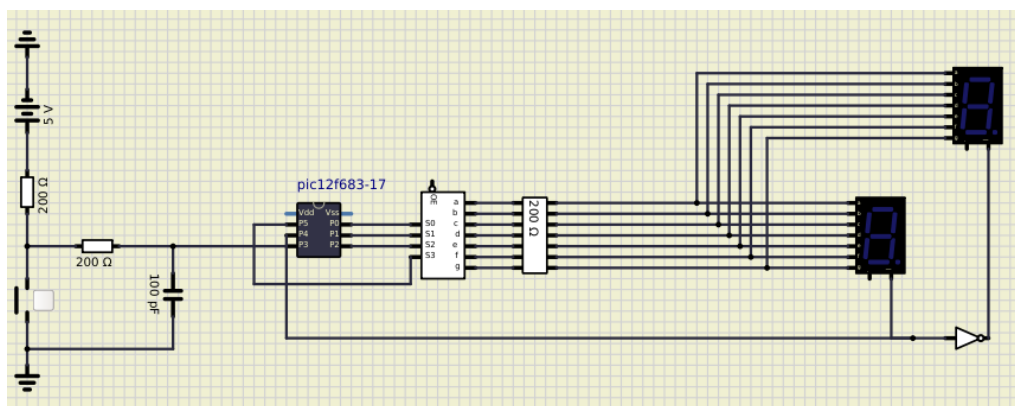 5 V
200 Ω
200 Ω
100 pF
pic12f683-17
Vdd Vss
P5 P0
P4 P1
P3 P2
OE
a
b
S0 c
S1 d
S2 e
S3 f
g
200 Ω